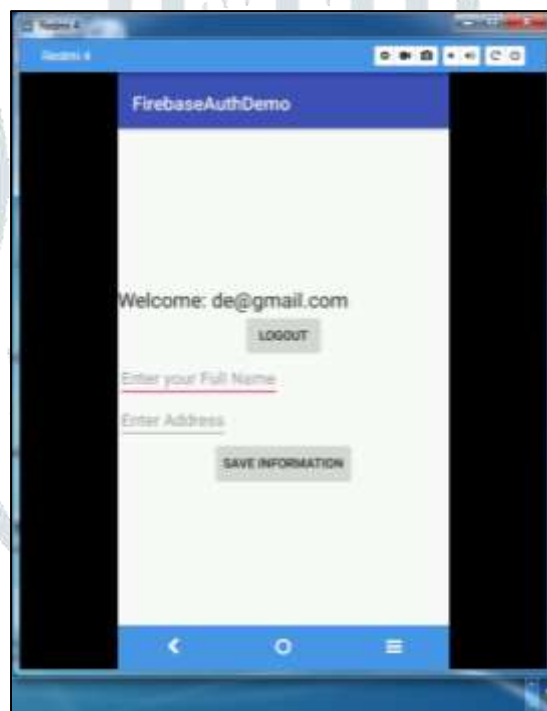 Redmi 4
Redmi 4
FirebaseAuthDemo
Welcome: de@gmail.com
LOGOUT
Enter your Full Name
Enter Address
SAVE INFORMATION